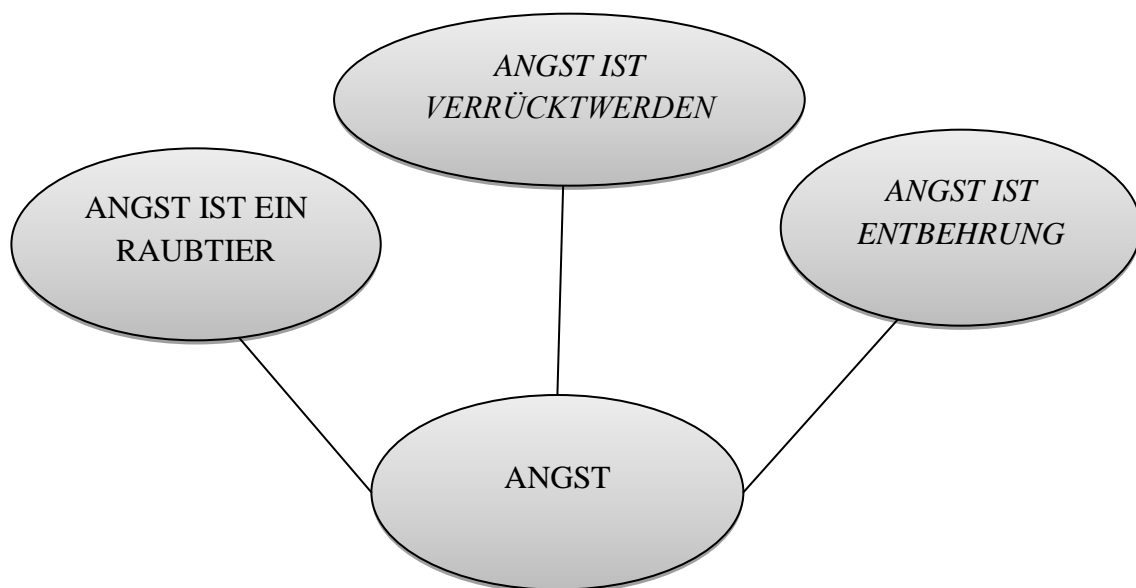 ANGST IST
VERRÜCKTWERDEN
ANGST IST EIN
RAUBTIER
ANGST IST
ENTBEHRUNG
ANGST